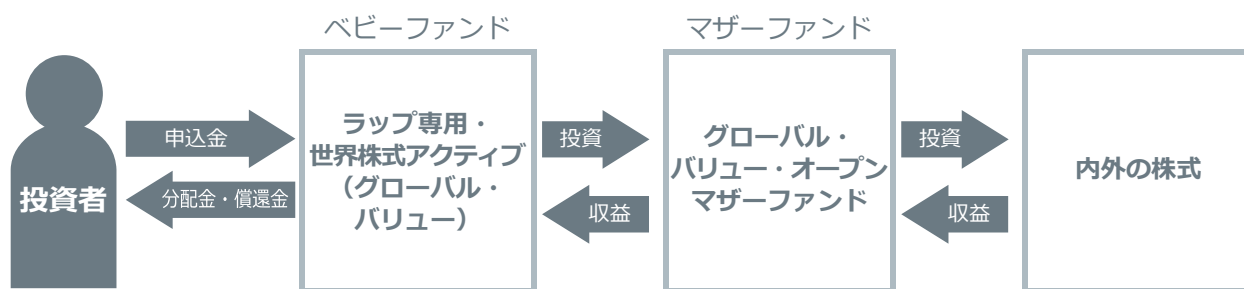 ベビーファンド
マザーファンド
投資者
申込金
分配金・償還金
ラップ専用・
世界株式アクティブ
（グローバル・
バリュー）
投資
収益
グローバル・
バリュー・オープン
マザーファンド
投資
収益
内外の株式